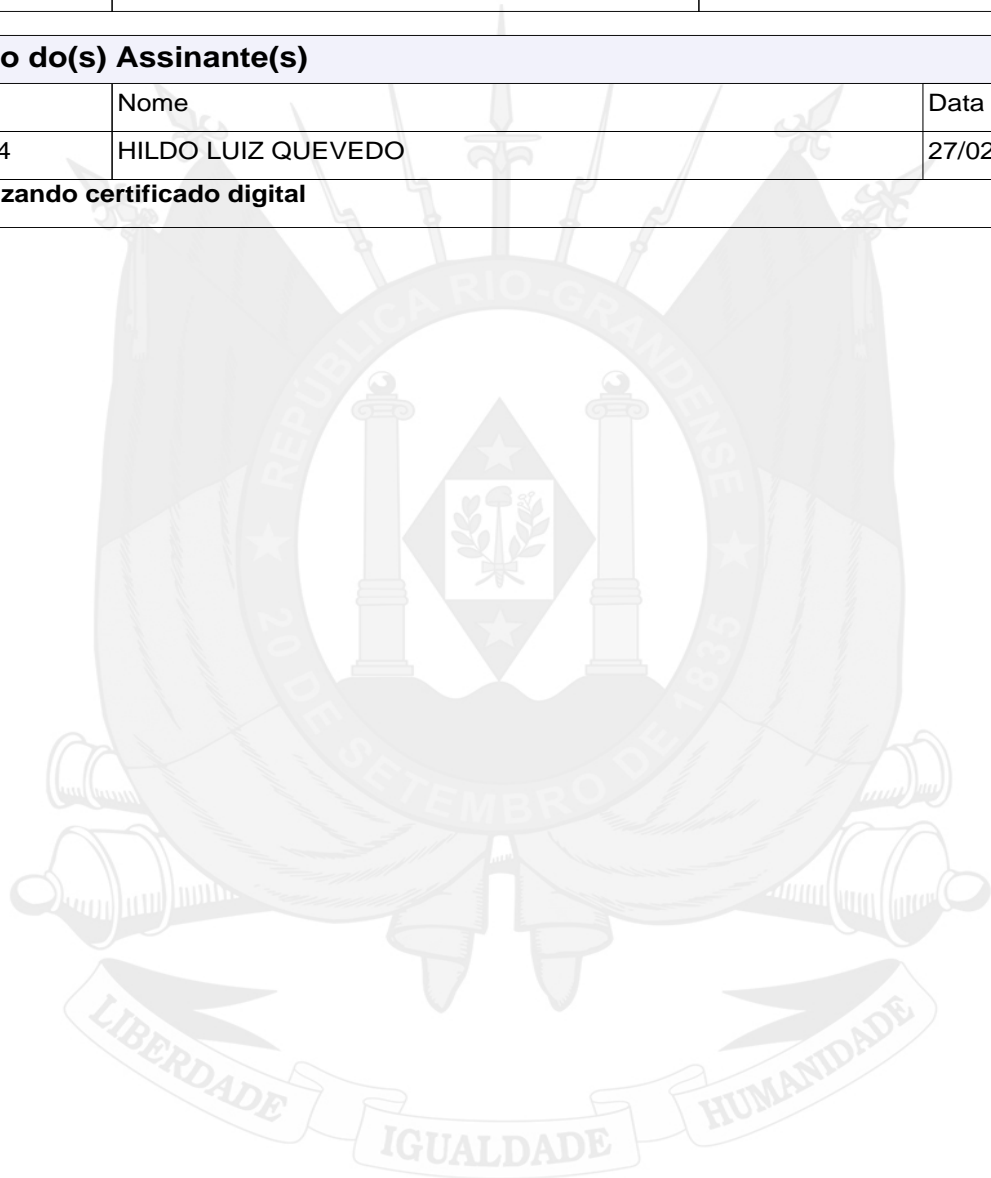 o do(s) Assinante(s)
Nome
Data
4
HILDO LUIZ QUEVEDO
27/02
zando certificado digital
REPÚBLICA RIO-GRANDENSE
20 DE SETEMBRO DE 1835
LIBERDADE
IGUALDADE
HUMANIDADE